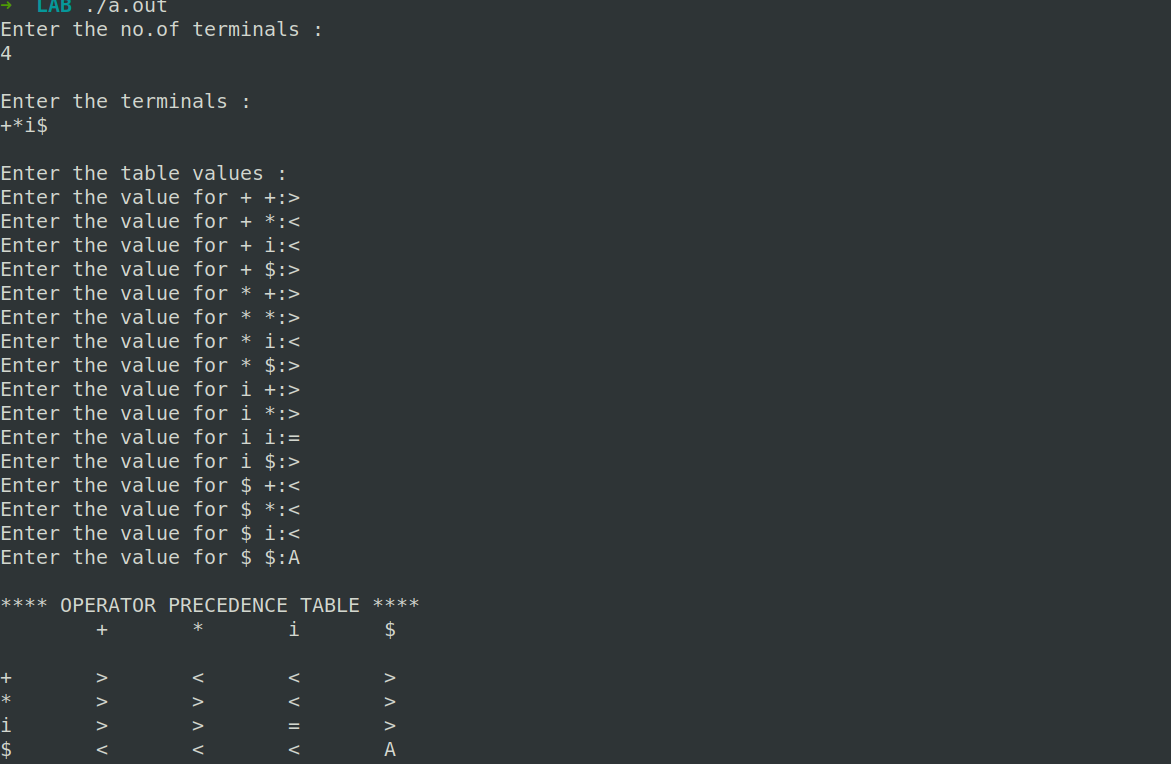 → LAB ./a.out
Enter the no.of terminals :
4
Enter the terminals :
+*i$
Enter the table values :
Enter the value for + +:>
Enter the value for + *:<
Enter the value for + i:<
Enter the value for + $:>
Enter the value for * +:>
Enter the value for * *:>
Enter the value for * i:<
Enter the value for * $:>
Enter the value for i +:>
Enter the value for i *:>
Enter the value for i i:=
Enter the value for i $:>
Enter the value for $ +:<
Enter the value for $ *:<
Enter the value for $ i:<
Enter the value for $ $:A
**** OPERATOR PRECEDENCE TABLE ****
+ * i $
+ > < < >
* > > < >
i > > = >
$ < < < A